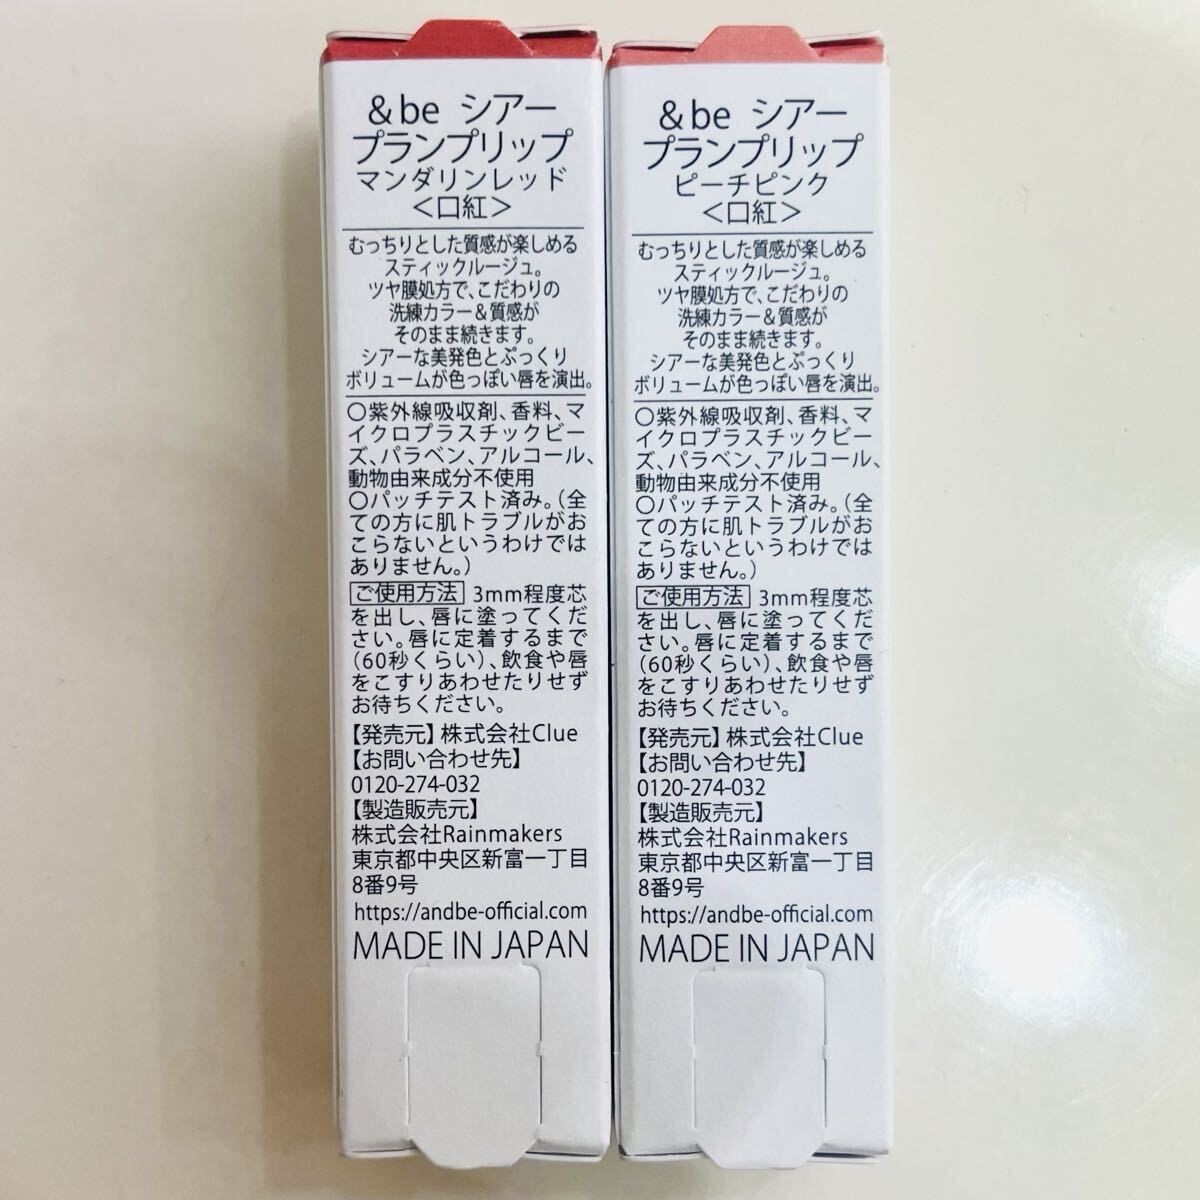 &be シアー
プランプリップ
マンダリンレッド
<口紅>
むっちりとした質感が楽しめる
スティックルージュ。
ツヤ膜処方で、こだわりの
洗練カラー&質感が
そのまま続きます。
シアーな美発色とぷっくり
ボリュームが色っぽい唇を演出。
○紫外線吸収剤、香料、マ
イクロプラスチックビー
ズ、パラベン、アルコール、
動物由来成分不使用
○パッチテスト済み。(全
ての方に肌トラブルがお
こらないというわけでは
ありません。)
ご使用方法 3mm程度芯
を出し、唇に塗ってくだ
さい。唇に定着するまで
(60秒くらい)、飲食や唇
をこすりあわせたりせず
お待ちください。
【発売元】株式会社Clue
【お問い合わせ先】
0120-274-032
【製造販売元】
株式会社Rainmakers
東京都中央区新富一丁目
8番9号
https://andbe-official.com
MADE IN JAPAN
&be シアー
プランプリップ
ピーチピンク
<口紅>
むっちりとした質感が楽しめる
スティックルージュ。
ツヤ膜処方で、こだわりの
洗練カラー&質感が
そのまま続きます。
シアーな美発色とぷっくり
ボリュームが色っぽい唇を演出。
○紫外線吸収剤、香料、マ
イクロプラスチックビー
ズ、パラベン、アルコール、
動物由来成分不使用
○パッチテスト済み。(全
ての方に肌トラブルがお
こらないというわけでは
ありません。)
ご使用方法 3mm程度芯
を出し、唇に塗ってくだ
さい。唇に定着するまで
(60秒くらい)、飲食や唇
をこすりあわせたりせず
お待ちください。
【発売元】株式会社Clue
【お問い合わせ先】
0120-274-032
【製造販売元】
株式会社Rainmakers
東京都中央区新富一丁目
8番9号
https://andbe-official.com
MADE IN JAPAN